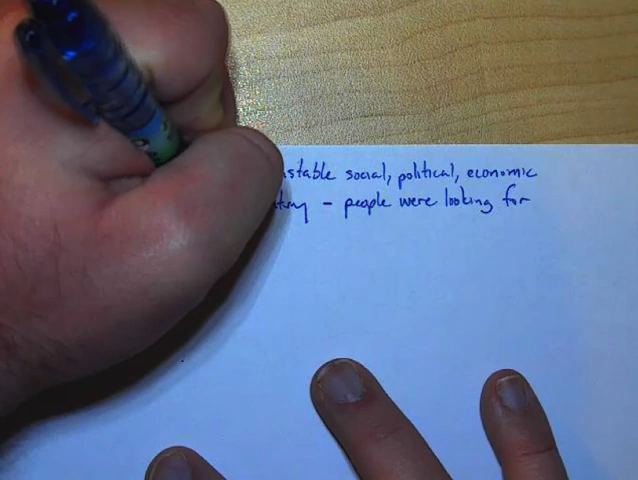 social, political, economic
- people were looking for